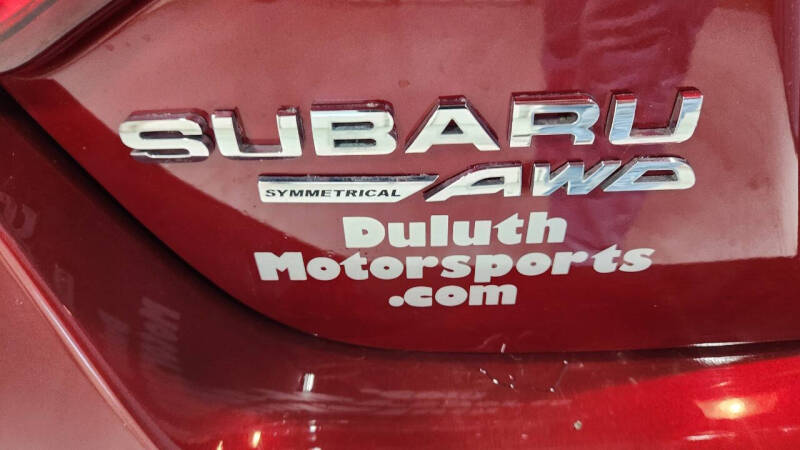 SUBARU
SYMMETRICAL AWD
Duluth
Motorsports
.com